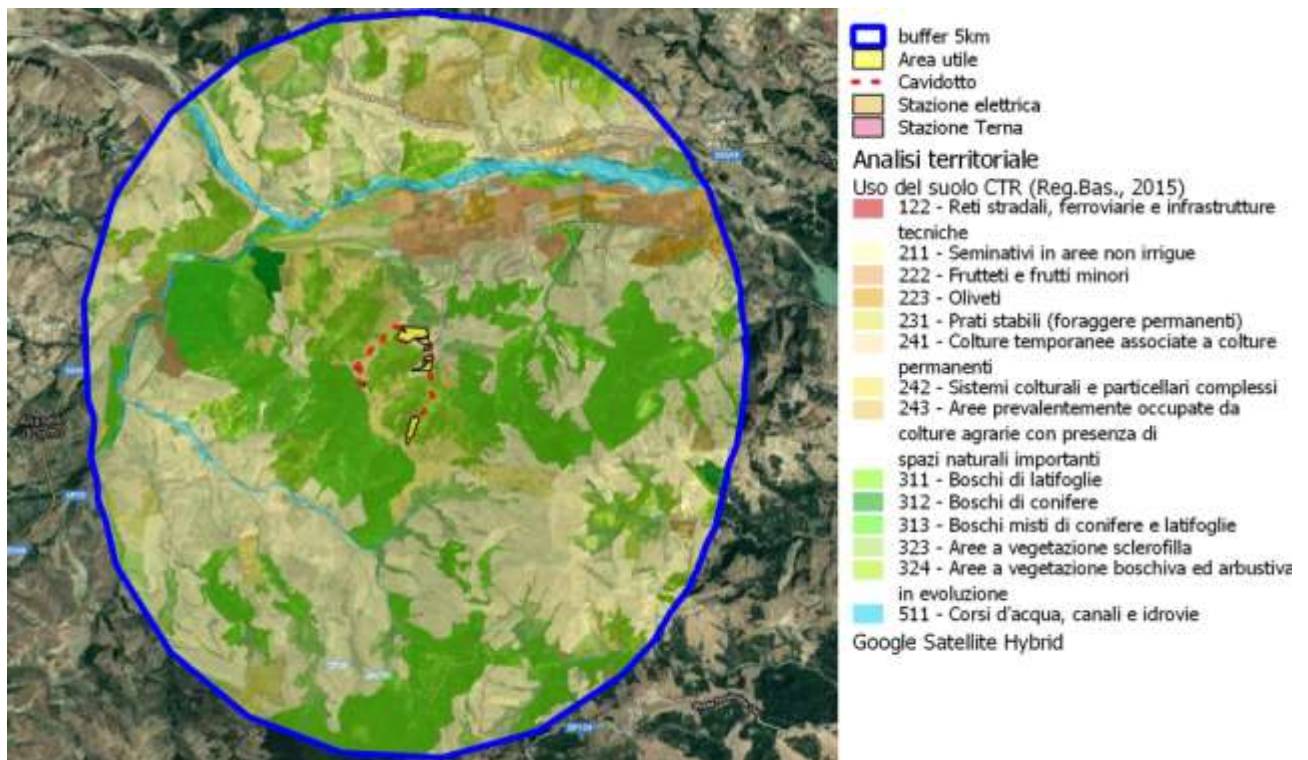 buffer 5km
Area utile
Cavidotto
Stazione elettrica
Stazione Terna
Analisi territoriale
Uso del suolo CTR (Reg.Bas., 2015)
122 - Reti stradali, ferroviarie e infrastrutture
tecniche
211 - Seminativi in aree non irrigue
222 - Frutteti e frutti minori
223 - Oliveti
231 - Prati stabili (foraggere permanenti)
241 - Colture temporanee associate a colture
permanenti
242 - Sistemi colturali e particellari complessi
243 - Aree prevalentemente occupate da
colture agrarie con presenza di
spazi naturali importanti
311 - Boschi di latifoglie
312 - Boschi di conifere
313 - Boschi misti di conifere e latifoglie
323 - Aree a vegetazione sclerofilla
324 - Aree a vegetazione boschiva ed arbustiva
in evoluzione
511 - Corsi d'acqua, canali e idrovie
Google Satellite Hybrid